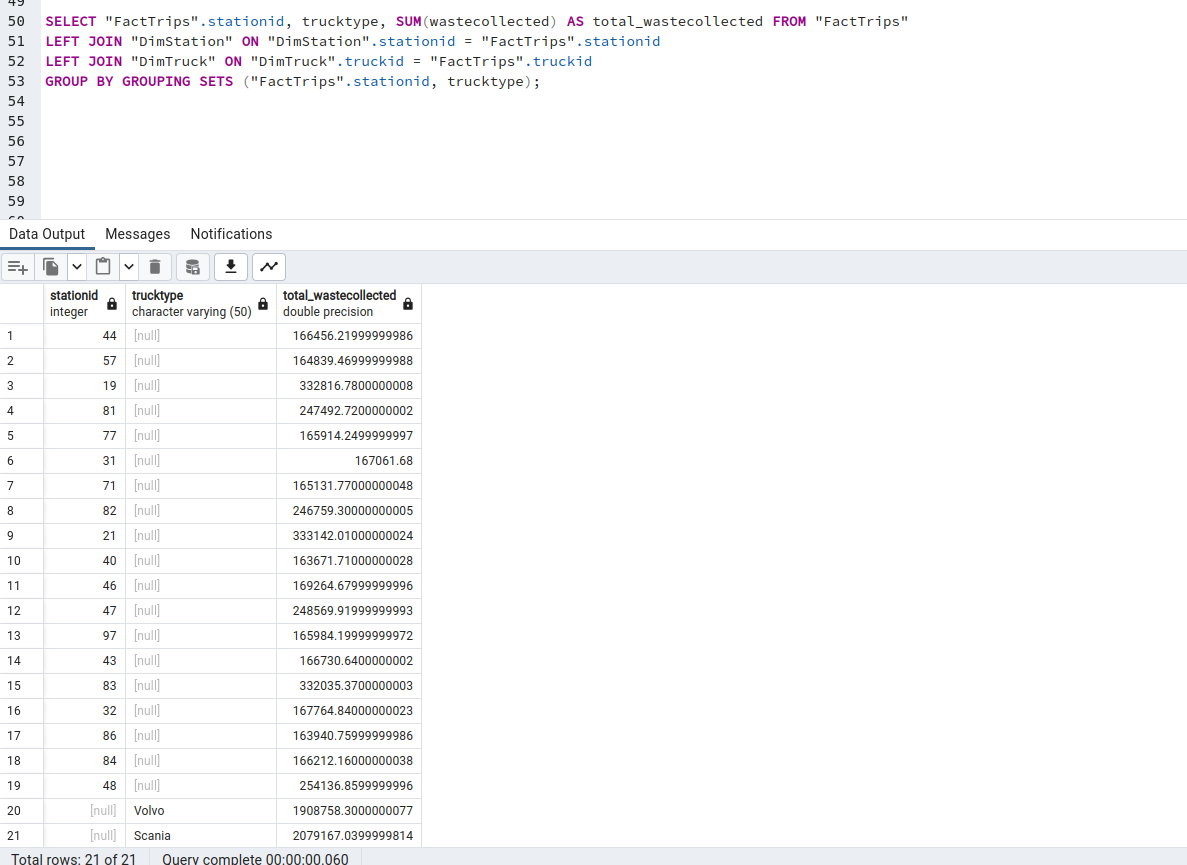 49
50 SELECT "FactTrips".stationid, trucktype, SUM(wastecollected) AS total_wastecollected FROM "FactTrips"
51 LEFT JOIN "DimStation" ON "DimStation".stationid = "FactTrips".stationid
52 LEFT JOIN "DimTruck" ON "DimTruck".truckid = "FactTrips".truckid
53 GROUP BY GROUPING SETS ("FactTrips".stationid, trucktype);
54
55
56
57
58
59
60
Data Output Messages Notifications
stationid trucktype total_wastecollected
integer character varying (50) double precision
1 44 [null] 166456.21999999986
2 57 [null] 164839.46999999988
3 19 [null] 332816.7800000008
4 81 [null] 247492.7200000002
5 77 [null] 165914.2499999997
6 31 [null] 167061.68
7 71 [null] 165131.77000000048
8 82 [null] 246759.30000000005
9 21 [null] 333142.01000000024
10 40 [null] 163671.71000000028
11 46 [null] 169264.67999999996
12 47 [null] 248569.91999999993
13 97 [null] 165984.19999999972
14 43 [null] 166730.6400000002
15 83 [null] 332035.3700000003
16 32 [null] 167764.84000000023
17 86 [null] 163940.75999999986
18 84 [null] 166212.16000000038
19 48 [null] 254136.8599999996
20 [null] Volvo 1908758.3000000077
21 [null] Scania 2079167.0399999814
Total rows: 21 of 21 Query complete 00:00:00.060